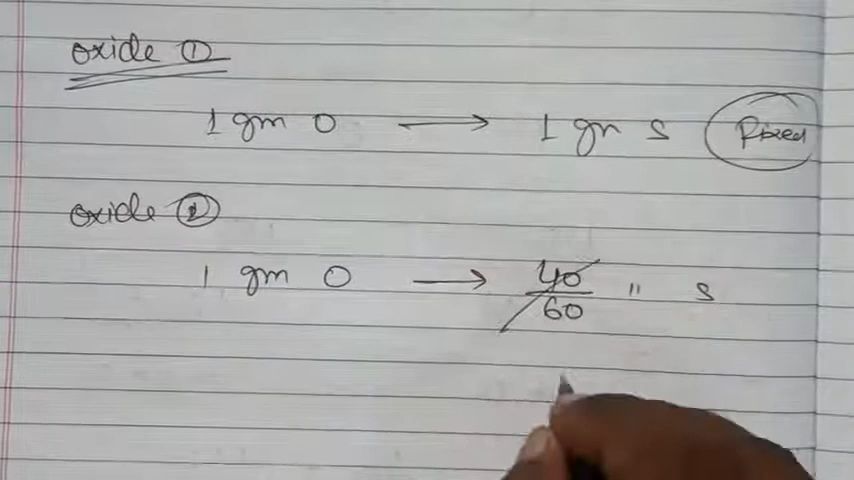 oxide ①
1 gm O → 1 gm S Fixed
oxide ②
1 gm O → 40/60 " S